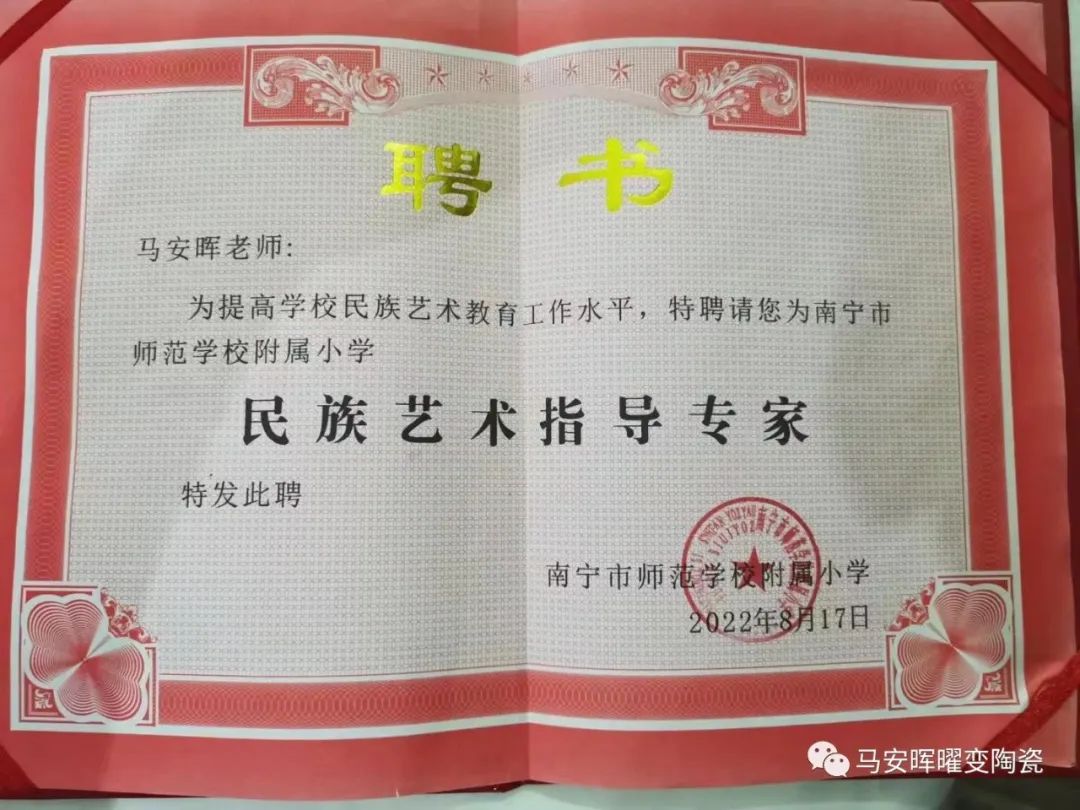 聘书
马安晖老师:
为提高学校民族艺术教育工作水平，特聘请您为南宁市
师范学校附属小学
民族艺术指导专家
特发此聘
南宁市师范学校附属小学
2022年8月17日
马安晖曜变陶瓷